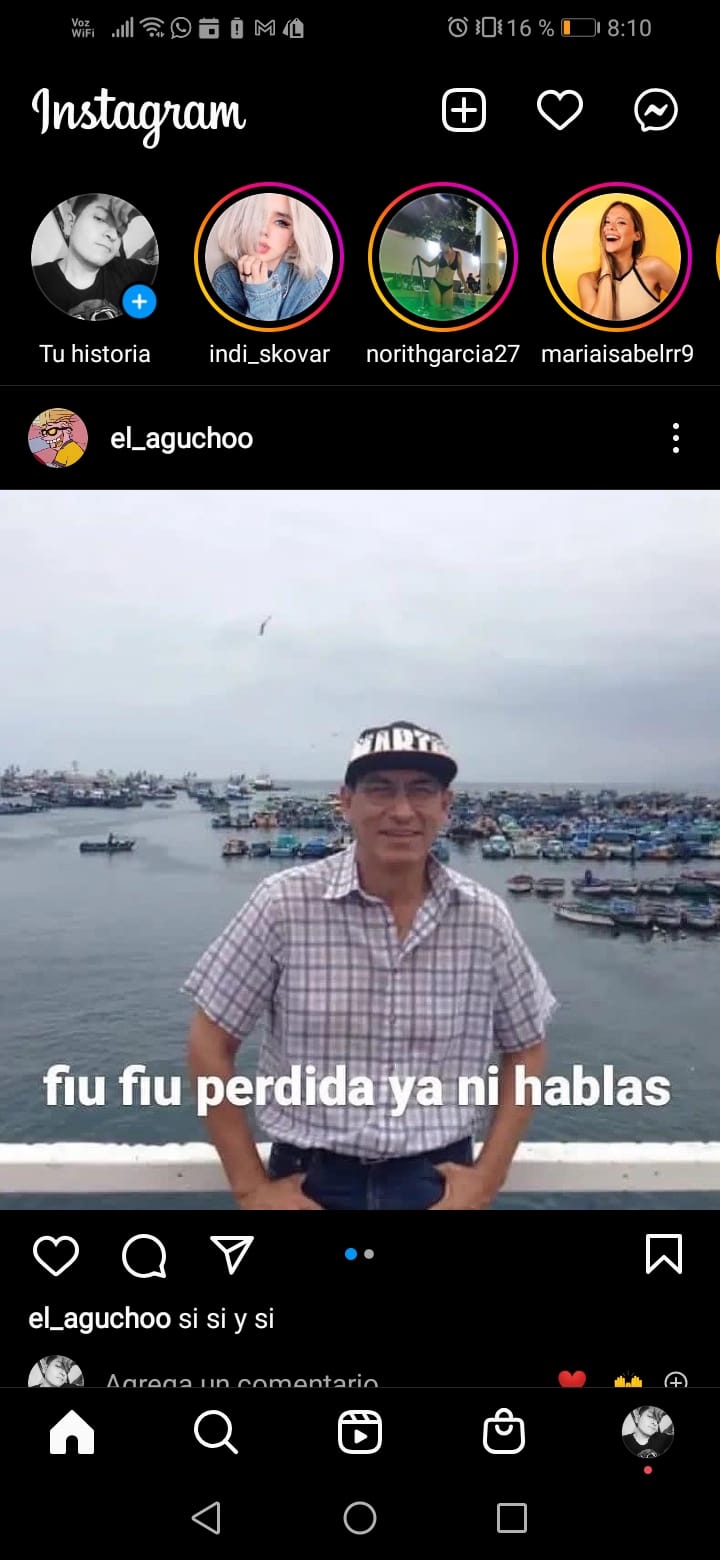 Voz
WiFi
16 %
8:10
Instagram
Tu historia
indi_skovar
norithgarcia27
mariaisabelrr9
el_aguchoo
fiu fiu perdida ya ni hablas
el_aguchoo si si y si
Agrega un comentario